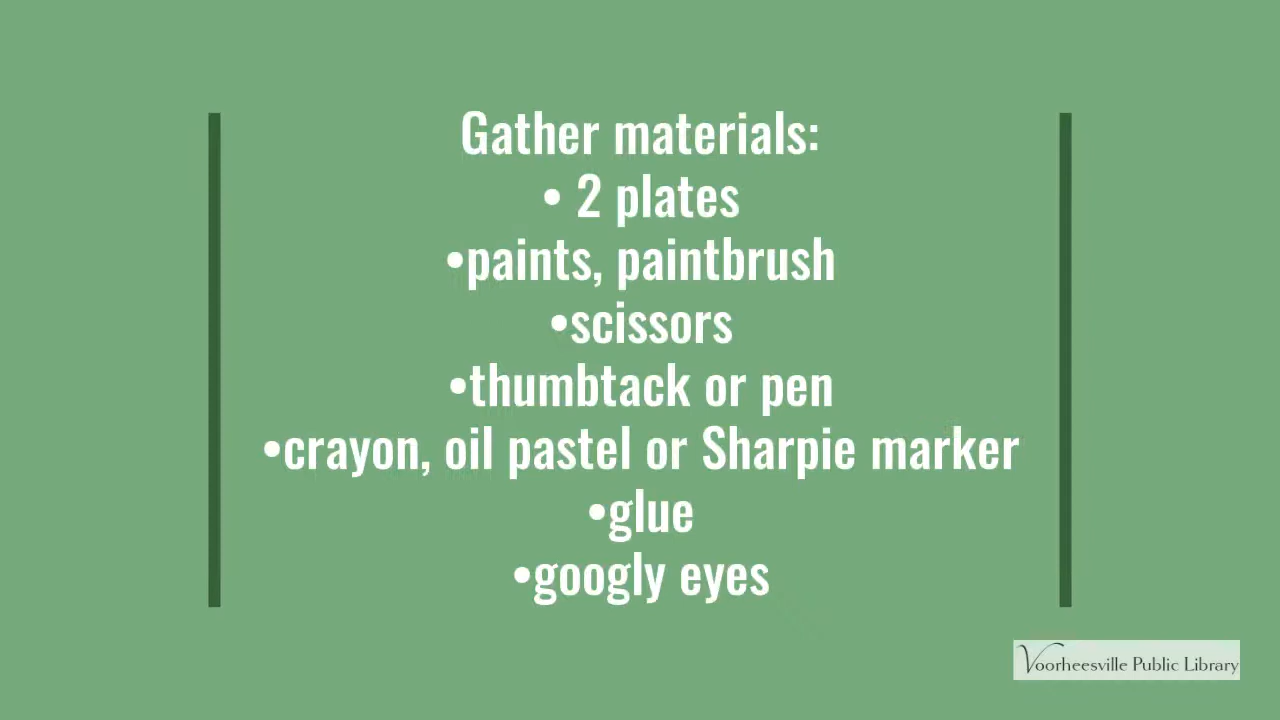 Gather materials:
• 2 plates
•paints, paintbrush
•scissors
•thumbtack or pen
•crayon, oil pastel or Sharpie marker
•glue
•googly eyes
Voorheesville Public Library